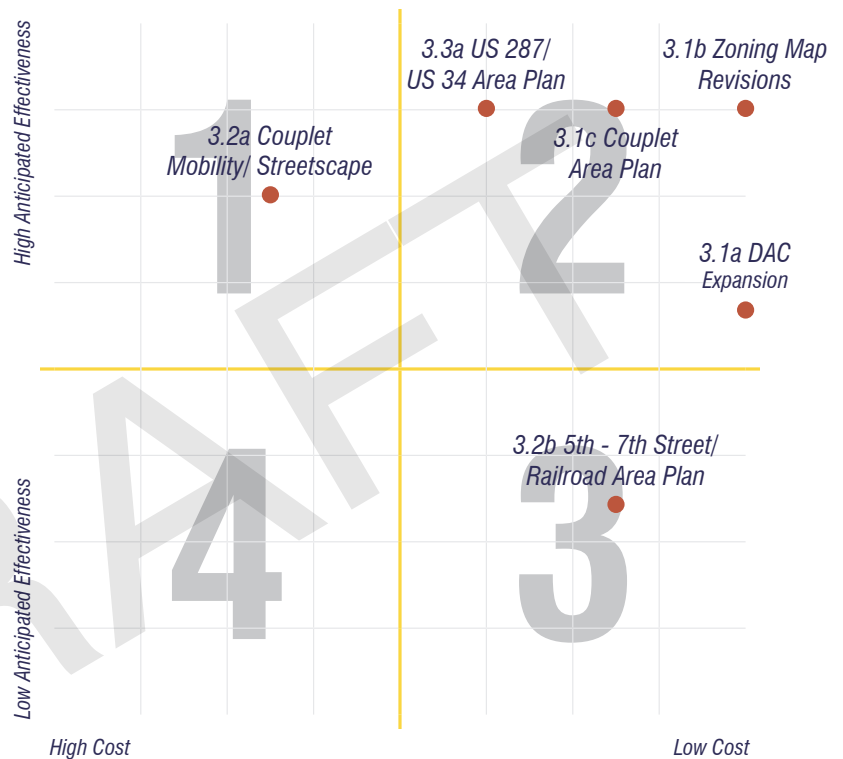 High Anticipated Effectiveness
3.3a US 287/
US 34 Area Plan
3.1b Zoning Map
Revisions
1
3.2a Couplet
Mobility/ Streetscape
2
3.1c Couplet
Area Plan
3.1a DAC
Expansion
Low Anticipated Effectiveness
4
3
3.2b 5th - 7th Street/
Railroad Area Plan
RAFT
High Cost
Low Cost